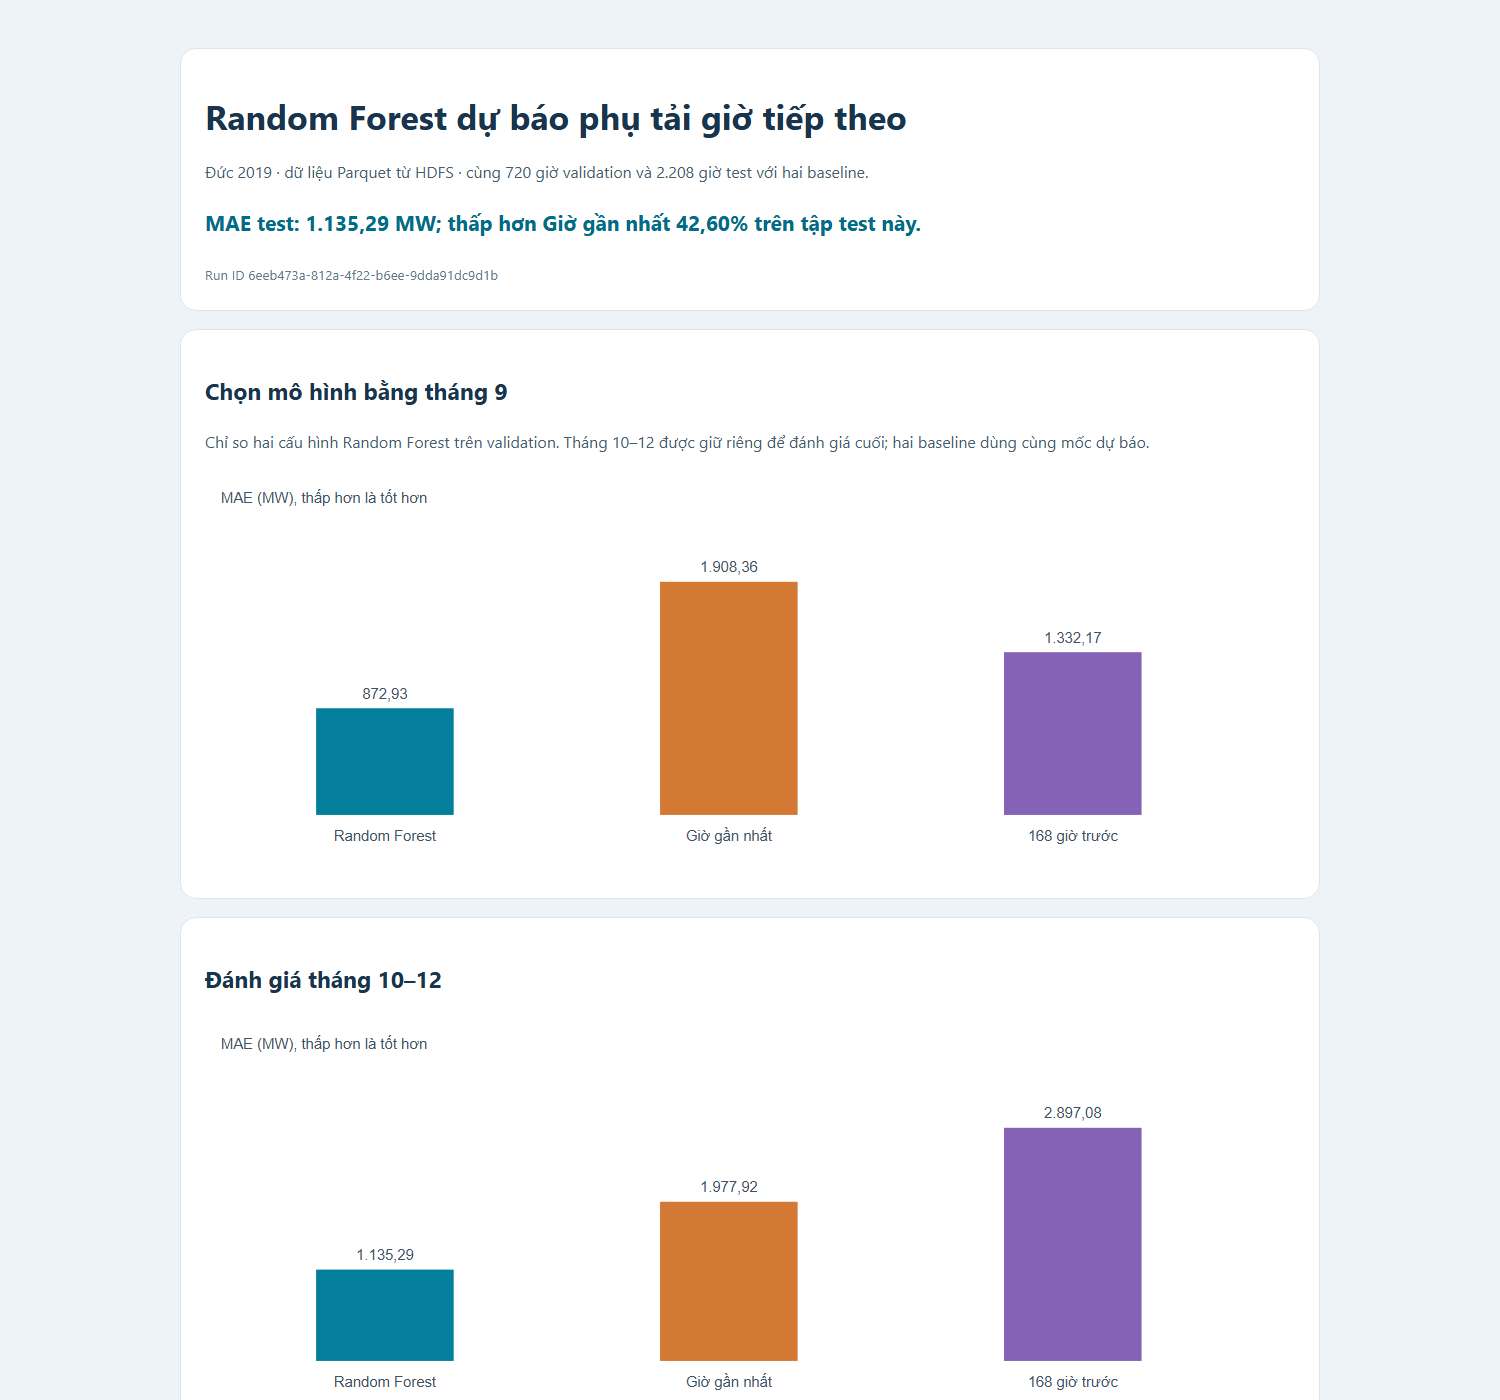 Random Forest dự báo phụ tải giờ tiếp theo
Đức 2019 · dữ liệu Parquet từ HDFS · cùng 720 giờ validation và 2.208 giờ test với hai baseline.
MAE test: 1.135,29 MW; thấp hơn Giờ gần nhất 42,60% trên tập test này.
Run ID 6eeb473a-812a-4f22-b6ee-9dda91dc9d1b
Chọn mô hình bằng tháng 9
Chỉ so hai cấu hình Random Forest trên validation. Tháng 10–12 được giữ riêng để đánh giá cuối; hai baseline dùng cùng mốc dự báo.
MAE (MW), thấp hơn là tốt hơn
1.908,36
1.332,17
872,93
Random Forest
Giờ gần nhất
168 giờ trước
Đánh giá tháng 10–12
MAE (MW), thấp hơn là tốt hơn
2.897,08
1.977,92
1.135,29
Random Forest
Giờ gần nhất
168 giờ trước